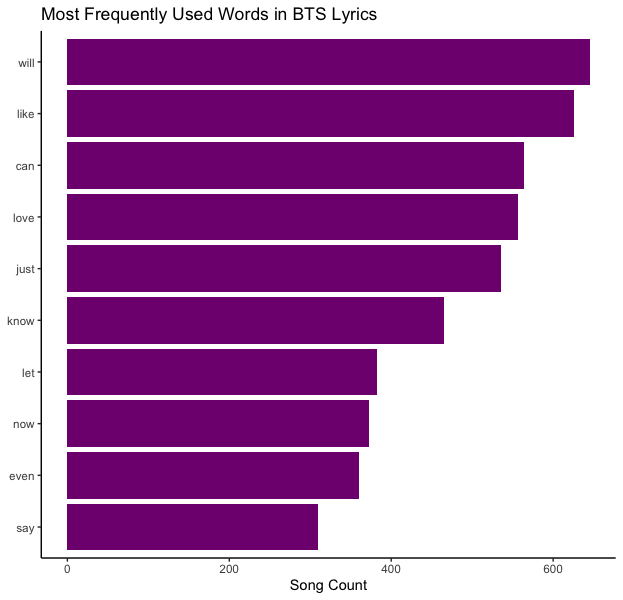 Most Frequently Used Words in BTS Lyrics
will
like
can
love
just
know
let
now
even
say
0 200 400 600
Song Count